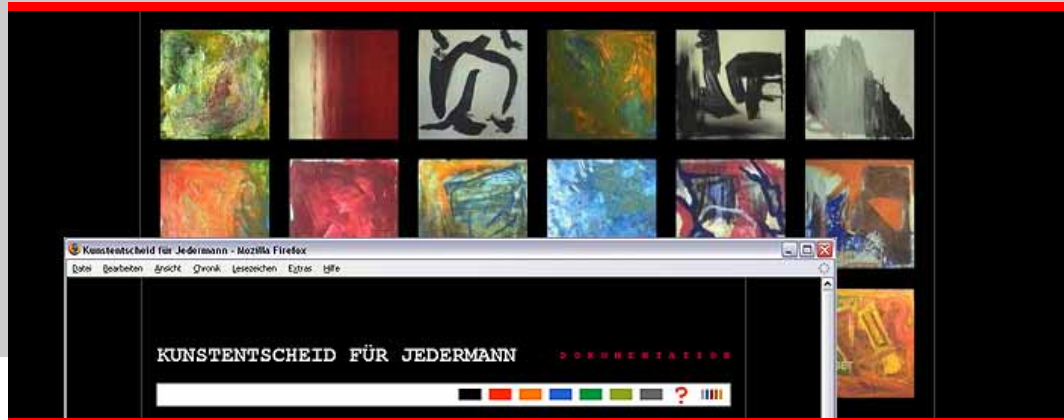 Kunstentscheid für Jedermann - Mozilla Firefox
Datei Bearbeiten Ansicht Chronik Lesezeichen Extras Hilfe
KUNSTENTSCHEID FÜR JEDERMANN DOKUMENTATION
?